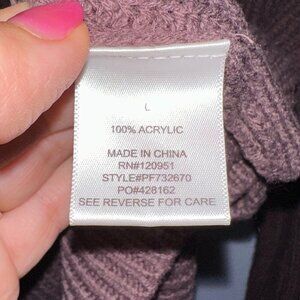 L
100% ACRYLIC
MADE IN CHINA
RN#120951
STYLE#PF732670
PO#428162
SEE REVERSE FOR CARE